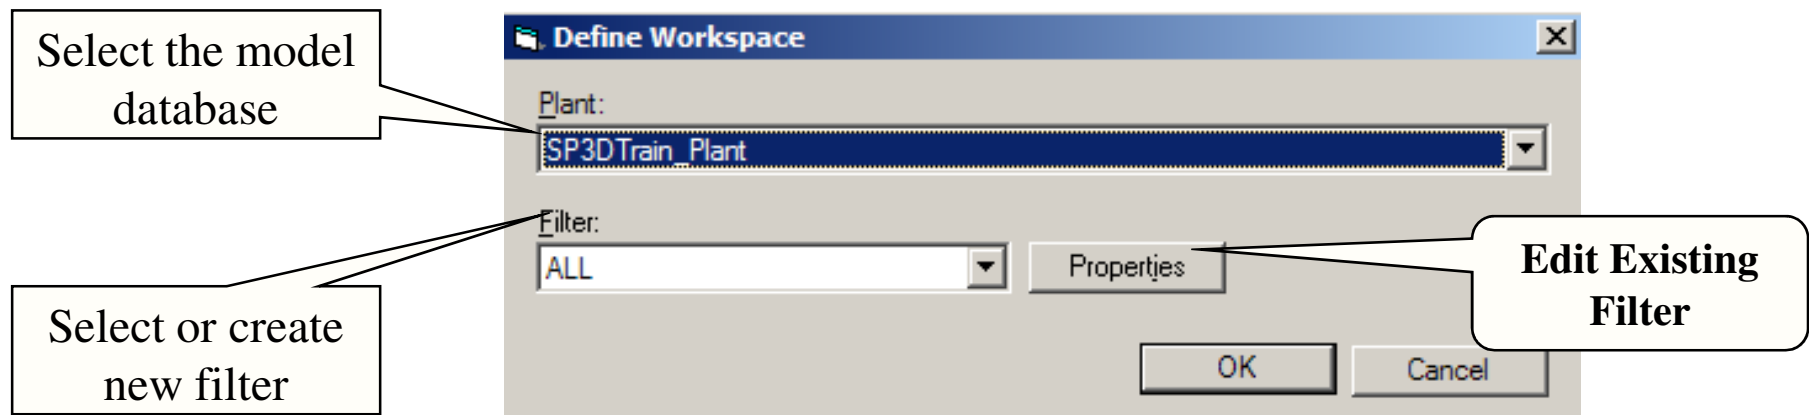 Select the model
database
Define Workspace
Plant:
SP3DTrain_Plant
Filter:
ALL
Properties
Edit Existing
Filter
Select or create
new filter
OK
Cancel